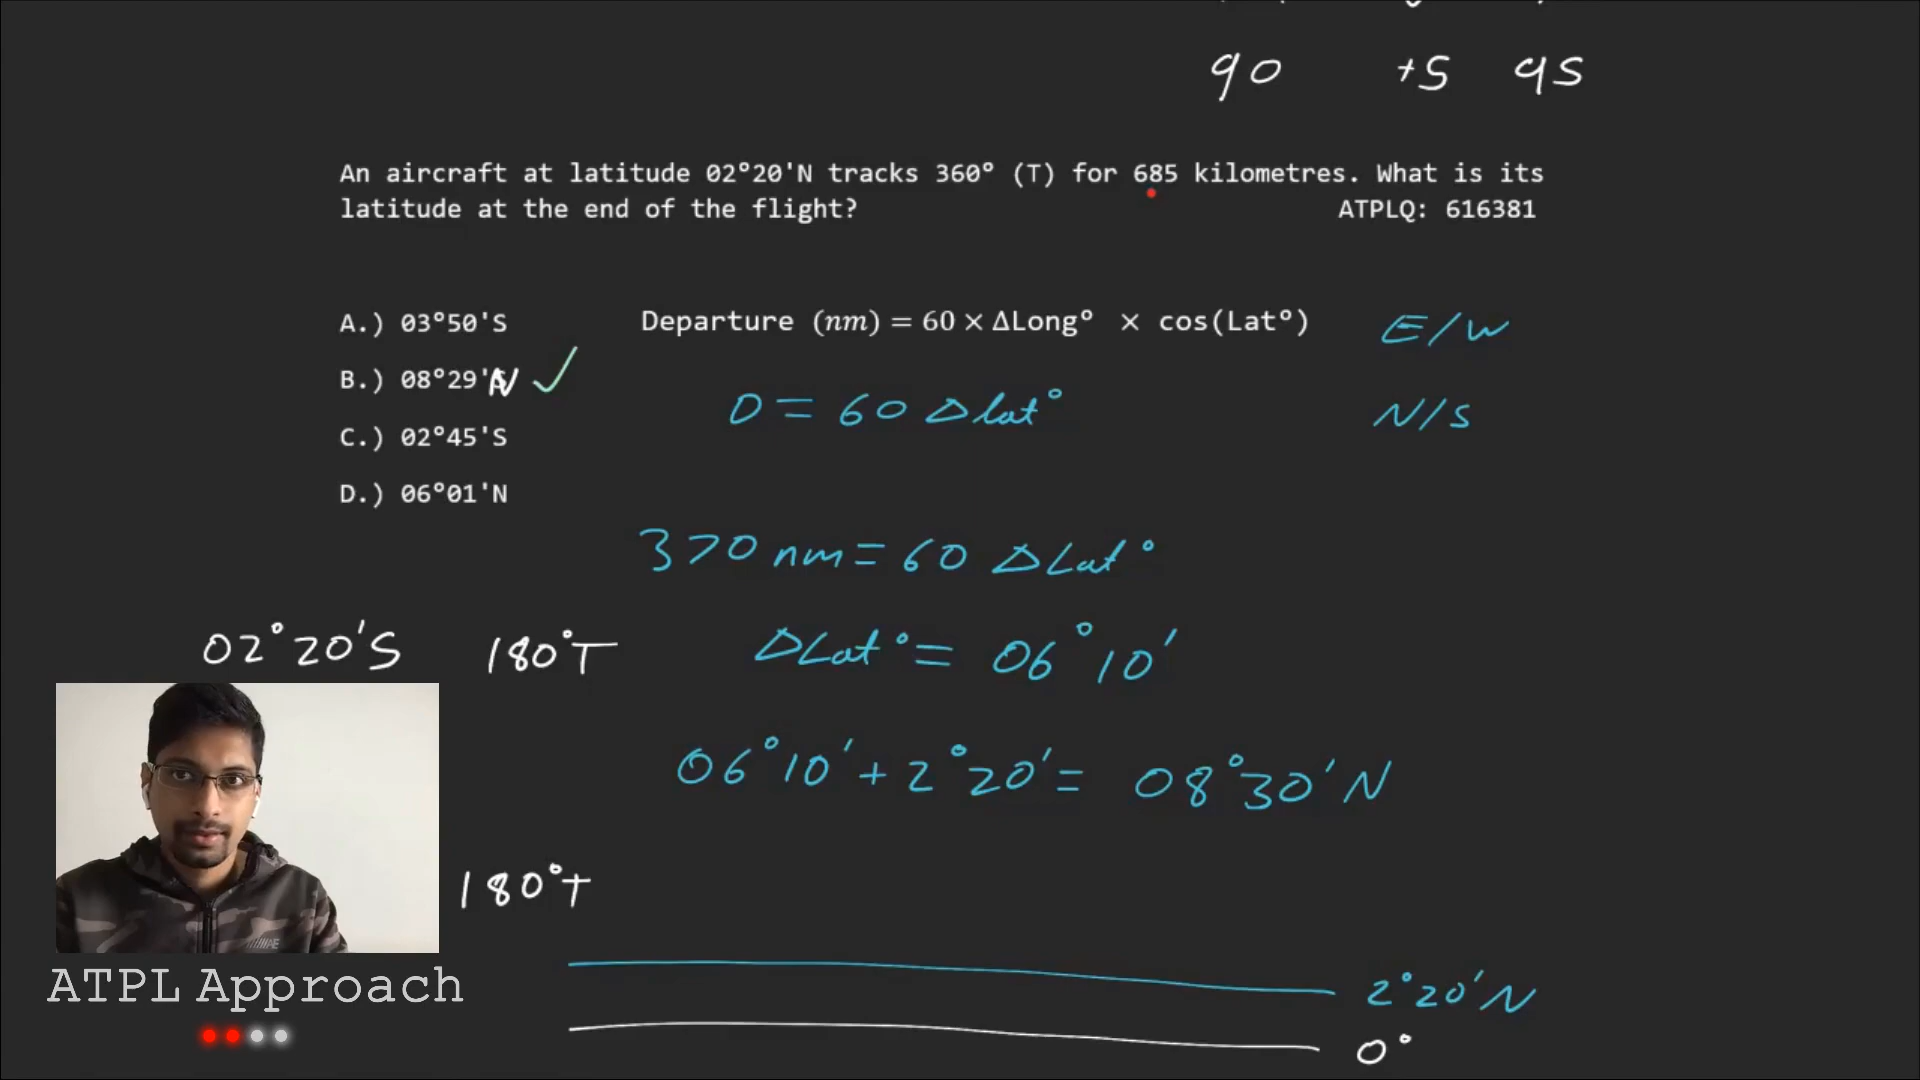 90 +5 95
An aircraft at latitude 02°20'N tracks 360° (T) for 685 kilometres. What is its
latitude at the end of the flight? ATPLQ: 616381
A.) 03°50'S
Departure (nm) = 60 × ΔLong° × cos(Lat°) E/W
B.) 08°29'N ✓
D = 60 Δlat° N/S
C.) 02°45'S
D.) 06°01'N
370 nm = 60 ΔLat°
02°20'S 180°T
ΔLat° = 06°10'
06°10' + 2°20' = 08°30'N
180°T
ATPL Approach
2°20'N
0°